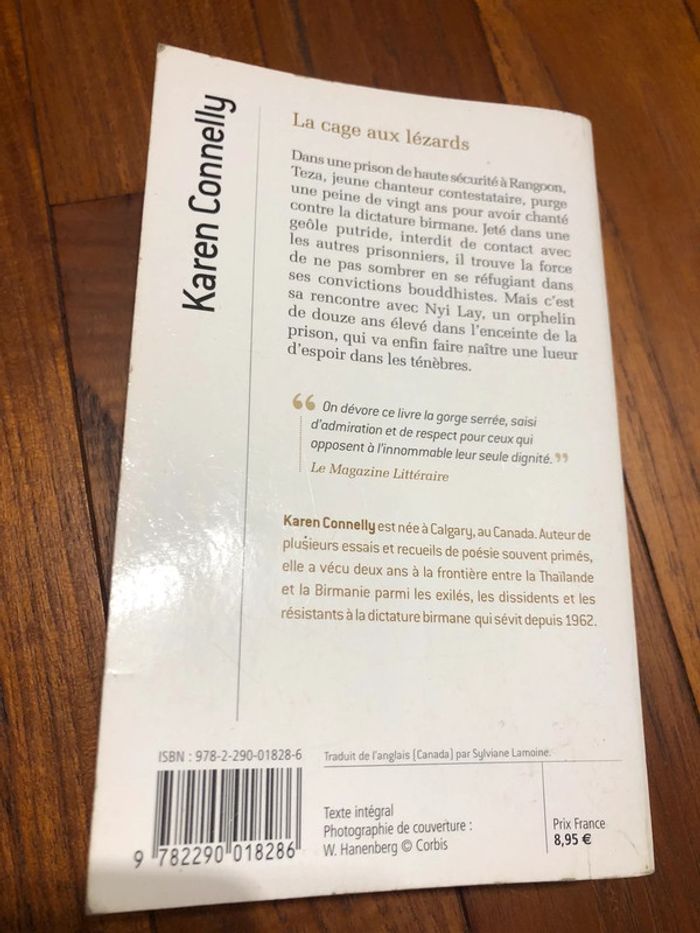 Karen Connelly
La cage aux lézards
Dans une prison de haute sécurité à Rangoon,
Teza, jeune chanteur contestataire, purge
une peine de vingt ans pour avoir chanté
contre la dictature birmane. Jeté dans une
geôle putride, interdit de contact avec
les autres prisonniers, il trouve la force
de ne pas sombrer en se réfugiant dans
ses convictions bouddhistes. Mais c'est
sa rencontre avec Nyi Lay, un orphelin
de douze ans élevé dans l'enceinte de la
prison, qui va enfin faire naître une lueur
d'espoir dans les ténèbres.
“ On dévore ce livre la gorge serrée, saisi
d'admiration et de respect pour ceux qui
opposent à l'innommable leur seule dignité. ”
Le Magazine Littéraire
Karen Connelly est née à Calgary, au Canada. Auteur de
plusieurs essais et recueils de poésie souvent primés,
elle a vécu deux ans à la frontière entre la Thaïlande
et la Birmanie parmi les exilés, les dissidents et les
résistants à la dictature birmane qui sévit depuis 1962.
ISBN : 978-2-290-01828-6
9 782290 018286
Traduit de l'anglais (Canada) par Sylviane Lamoine.
Texte intégral
Photographie de couverture :
W. Hanenberg © Corbis
Prix France
8,95 €